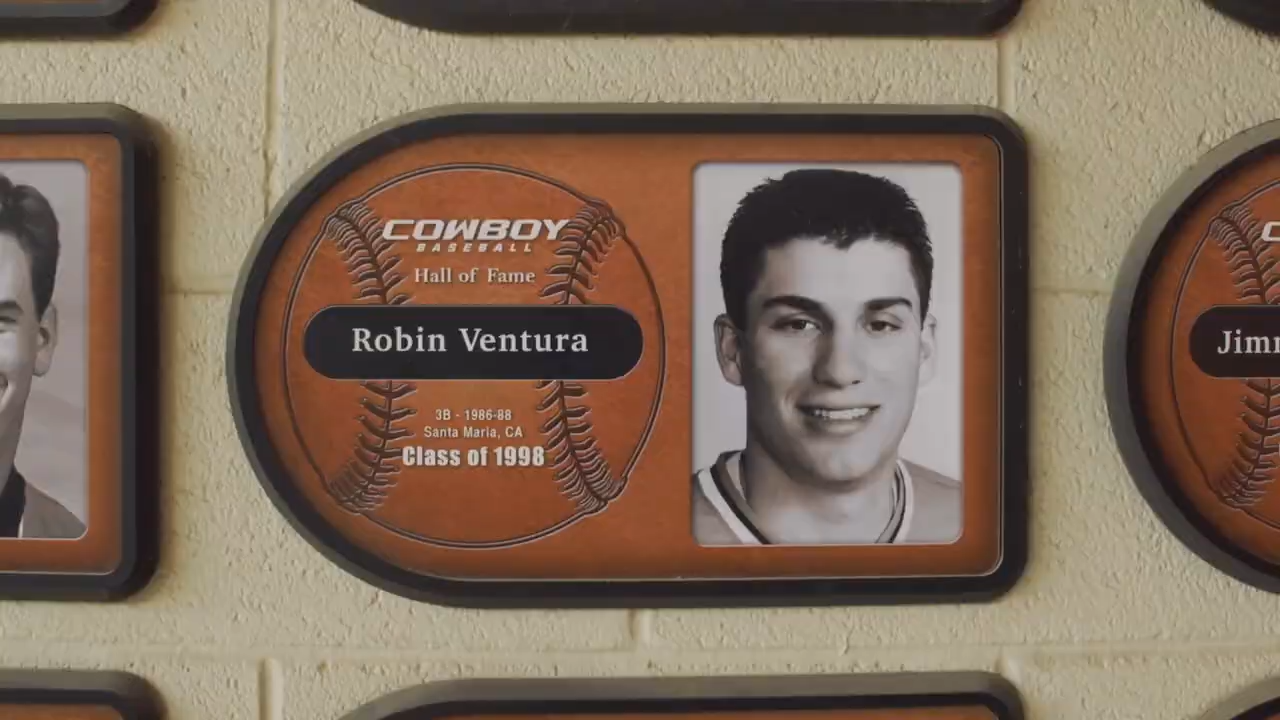 COWBOY
BASEBALL
Hall of Fame
Robin Ventura
3B - 1986-88
Santa Maria, CA
Class of 1998